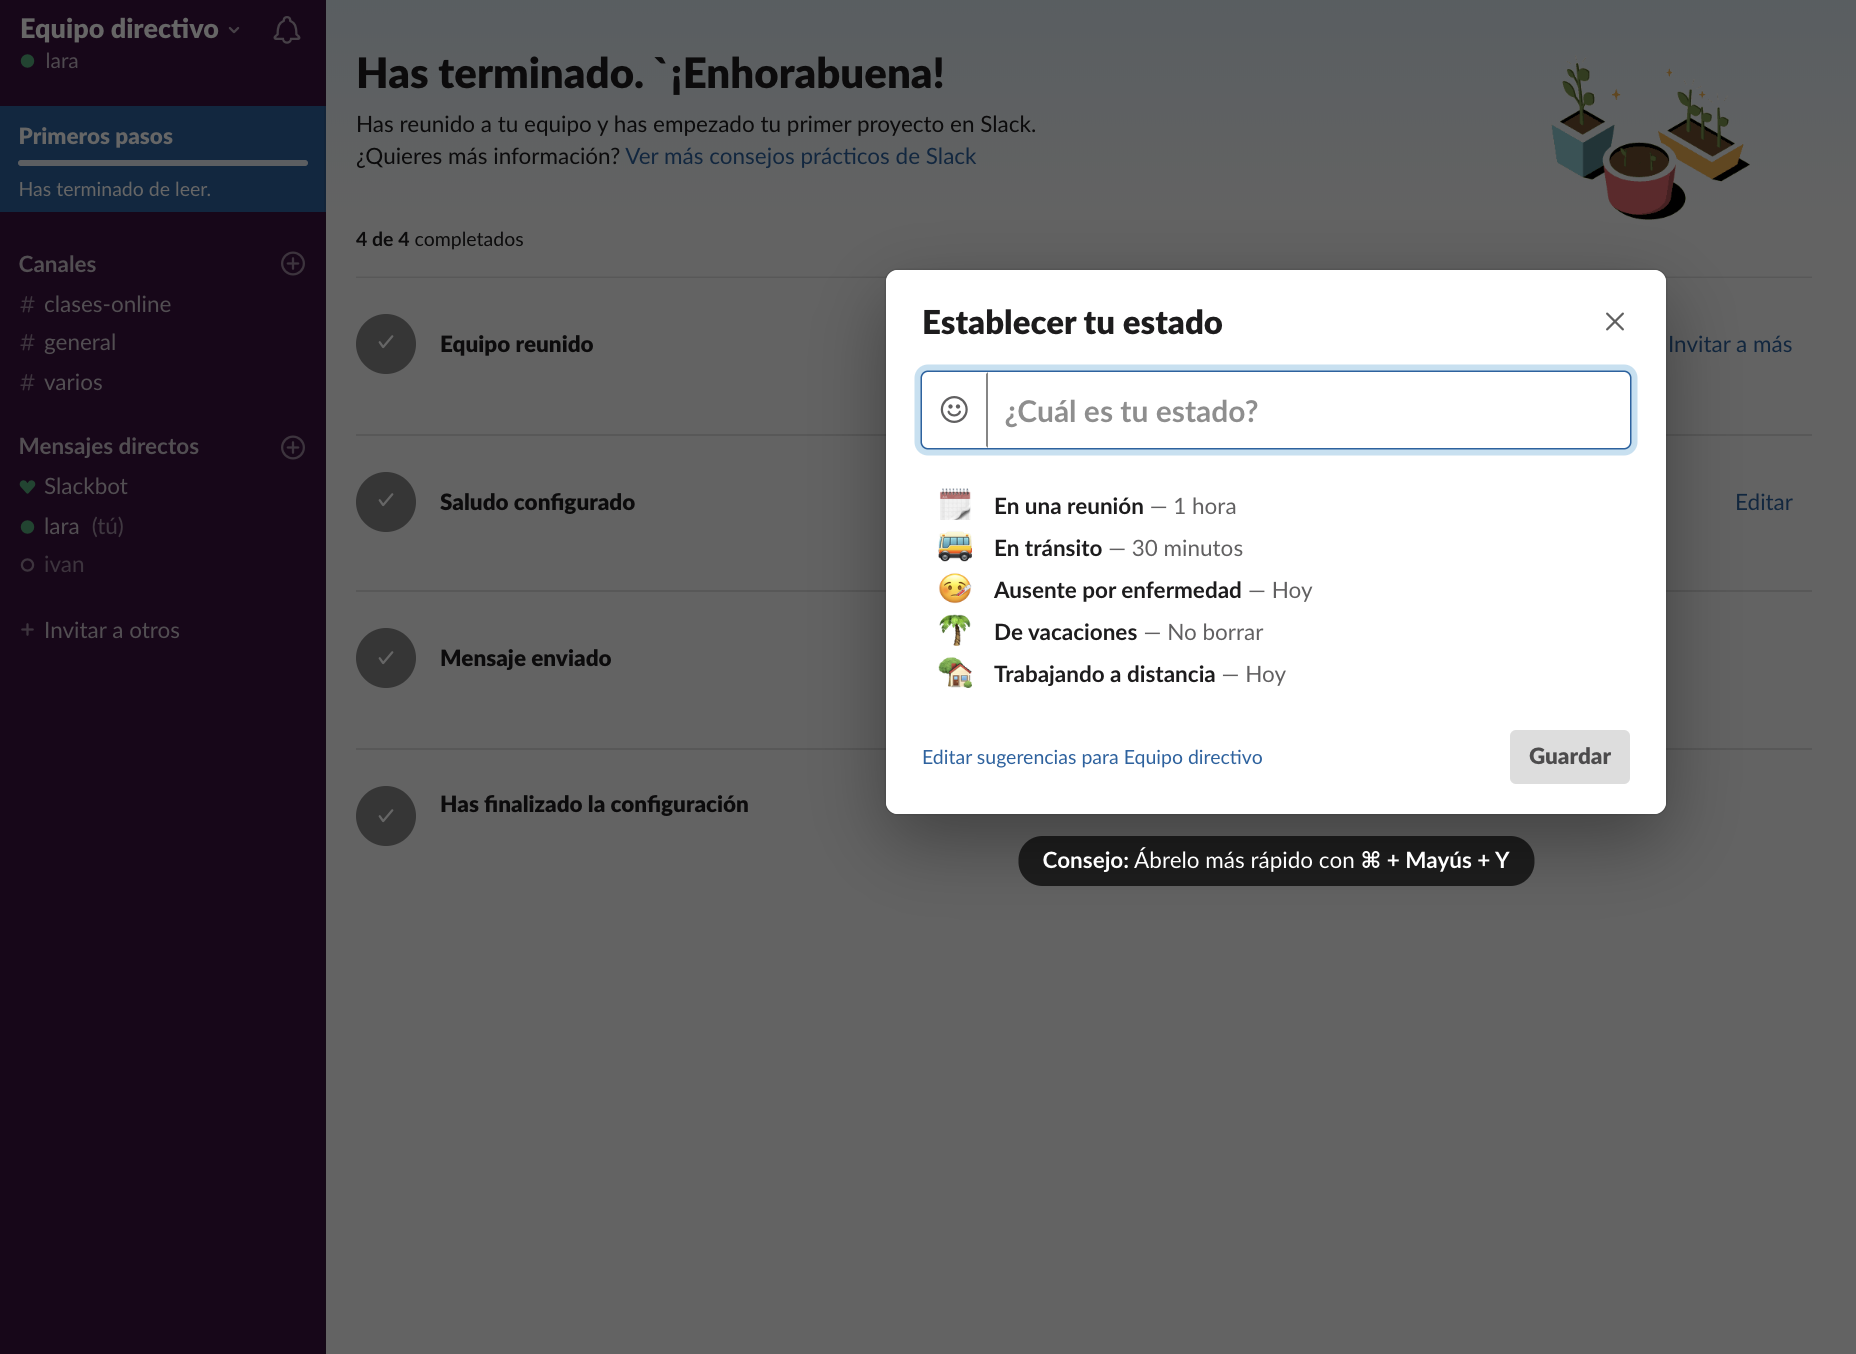 Equipo directivo
lara
Primeros pasos
Has terminado de leer.
Canales
# clases-online
# general
# varios
Mensajes directos
Slackbot
lara (tú)
ivan
+ Invitar a otros
Has terminado. `¡Enhorabuena!
Has reunido a tu equipo y has empezado tu primer proyecto en Slack.
¿Quieres más información? Ver más consejos prácticos de Slack
4 de 4 completados
Equipo reunido
Invitar a más
Saludo configurado
Editar
Mensaje enviado
Has finalizado la configuración
Establecer tu estado
¿Cuál es tu estado?
En una reunión — 1 hora
En tránsito — 30 minutos
Ausente por enfermedad — Hoy
De vacaciones — No borrar
Trabajando a distancia — Hoy
Editar sugerencias para Equipo directivo
Guardar
Consejo: Ábrelo más rápido con ⌘ + Mayús + Y